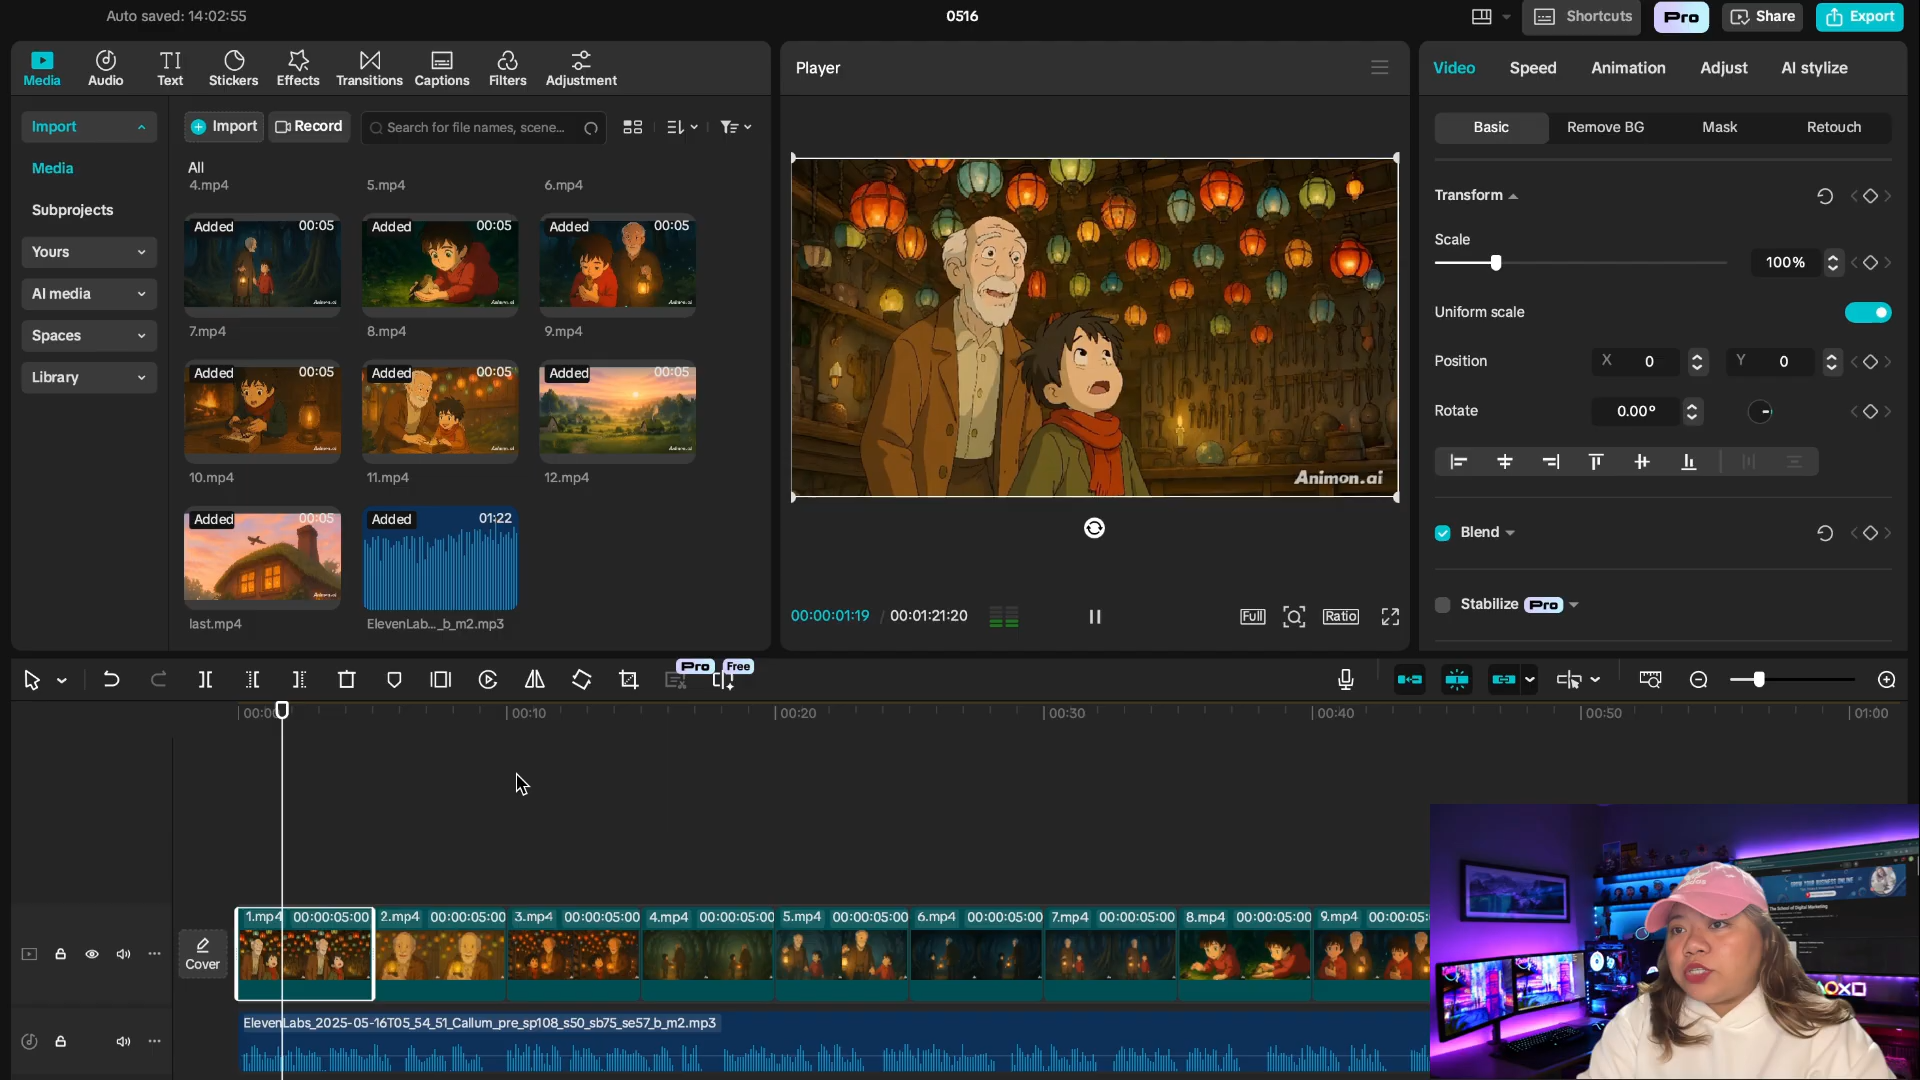 Auto saved: 14:02:55
0516
Shortcuts
Pro
Share
Export
Media
Audio
Text
Stickers
Effects
Transitions
Captions
Filters
Adjustment
Import
Media
Subprojects
Yours
AI media
Spaces
Library
Import
Record
Search for file names, scene...
All
4.mp4
5.mp4
6.mp4
Added 00:05
Added 00:05
Added 00:05
7.mp4
8.mp4
9.mp4
Added 00:05
Added 00:05
Added 00:05
10.mp4
11.mp4
12.mp4
Added 00:05
Added 01:22
last.mp4
ElevenLab..._b_m2.mp3
Player
Animon.ai
00:00:01:19 / 00:01:21:20
Full
Ratio
Video
Speed
Animation
Adjust
AI stylize
Basic
Remove BG
Mask
Retouch
Transform
Scale
100%
Uniform scale
Position
X 0
Y 0
Rotate
0.00°
Blend
Stabilize Pro
Pro
Free
00:10
00:20
00:30
00:40
00:50
01:00
Cover
1.mp4 00:00:05:00
2.mp4 00:00:05:00
3.mp4 00:00:05:00
4.mp4 00:00:05:00
5.mp4 00:00:05:00
6.mp4 00:00:05:00
7.mp4 00:00:05:00
8.mp4 00:00:05:00
9.mp4 00:00:05:
ElevenLabs_2025-05-16T05_54_51_Callum_pre_sp108_s50_sb75_se57_b_m2.mp3
GROW YOUR BUSINESS ONLINE